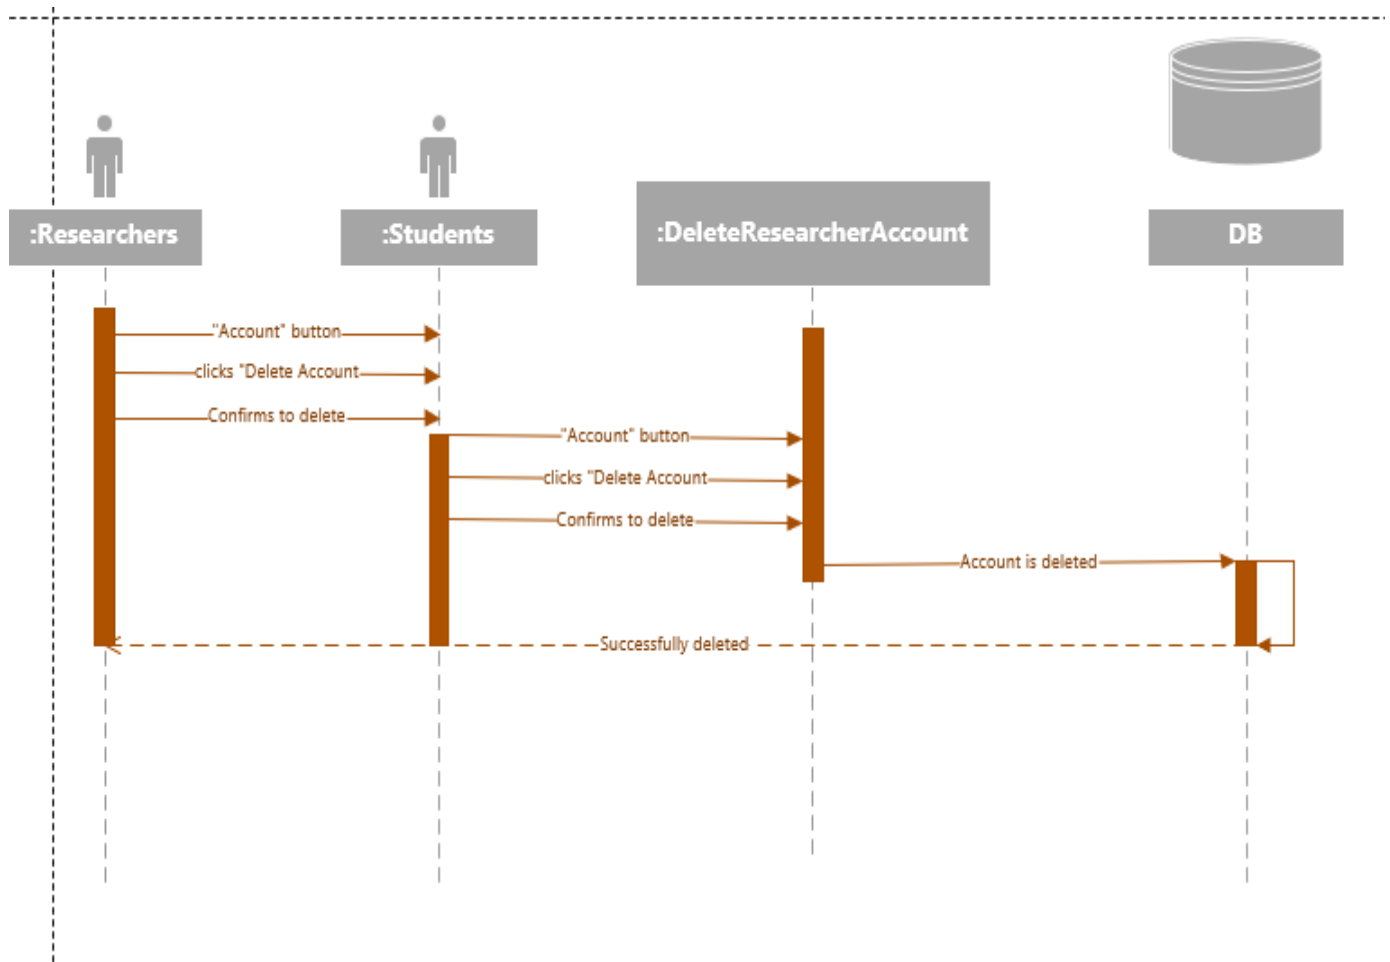 :Researchers
:Students
:DeleteResearcherAccount
DB
"Account" button
clicks "Delete Account
Confirms to delete
"Account" button
clicks "Delete Account
Confirms to delete
Account is deleted
Successfully deleted